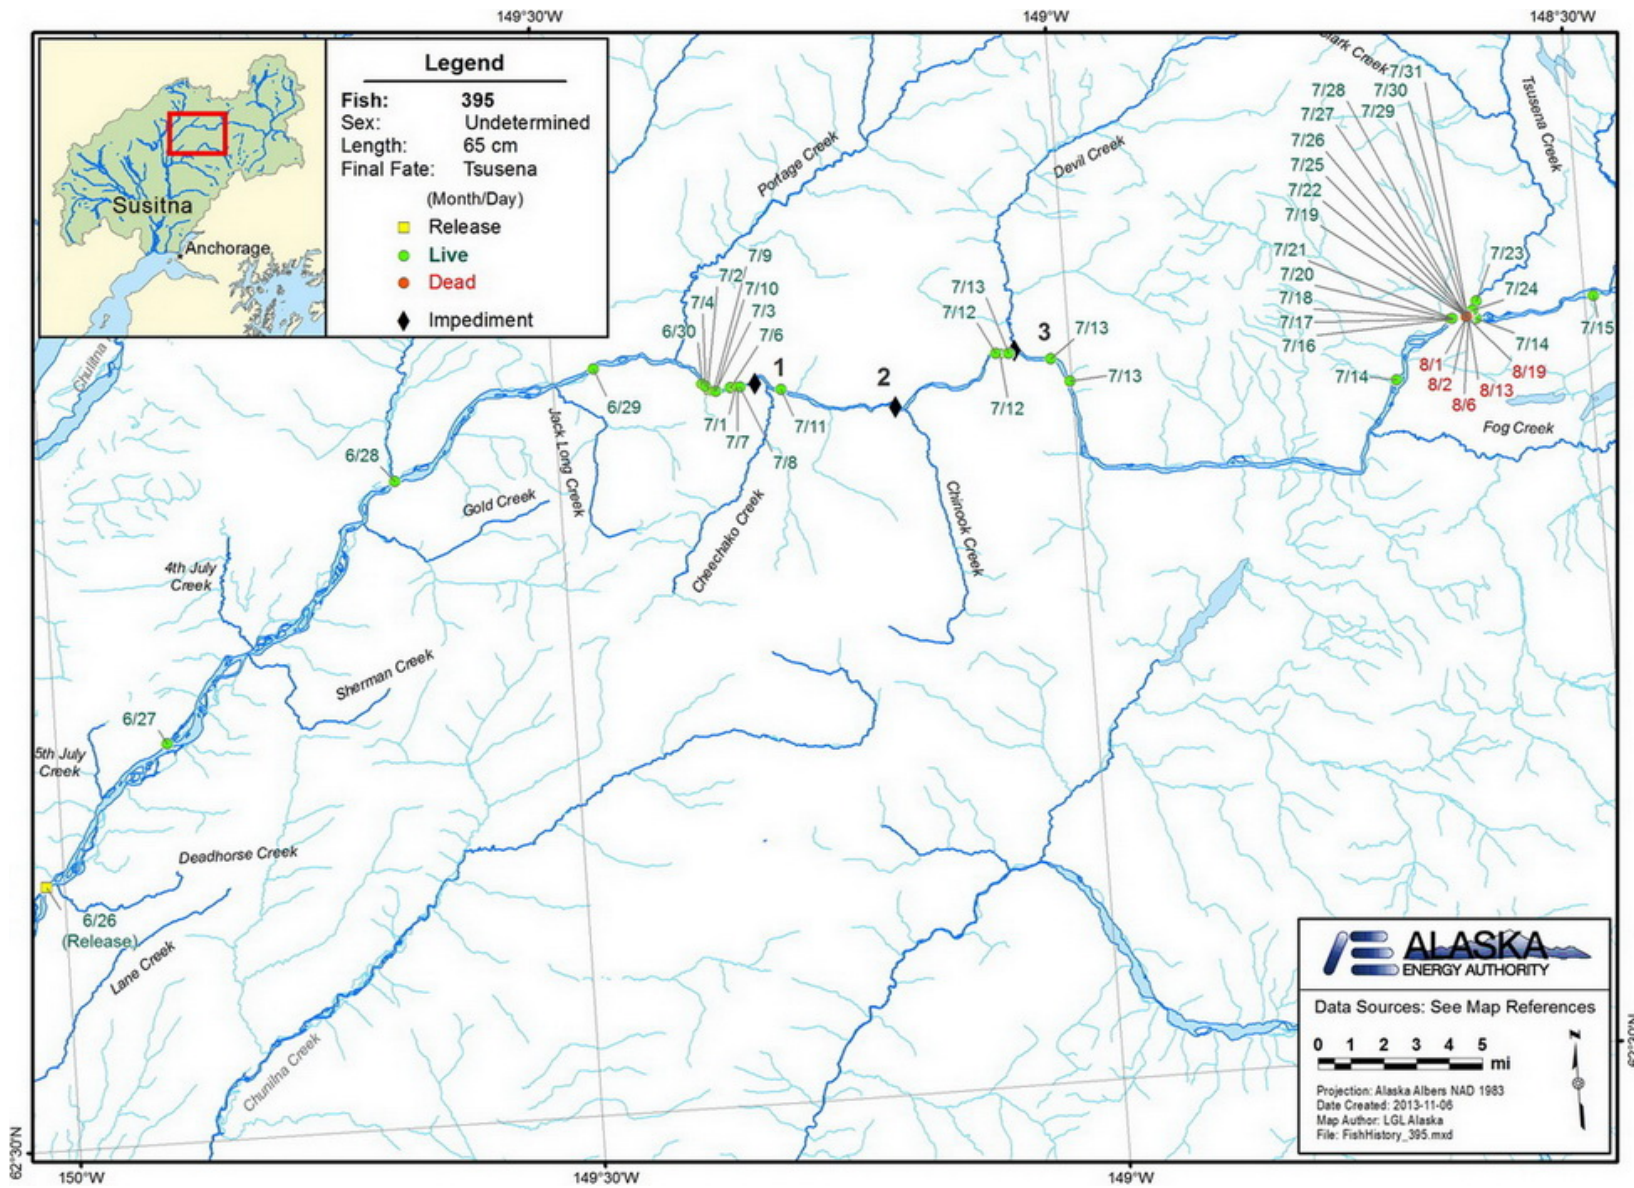 149°30'W
149°W
148°30'W
Susitna
Anchorage
Legend
Fish: 395
Sex: Undetermined
Length: 65 cm
Final Fate: Tsusena
(Month/Day)
Release
Live
Dead
Impediment
Portage Creek
Devil Creek
Clark Creek
Tsusena Creek
7/31
7/30
7/29
7/28
7/27
7/26
7/25
7/22
7/19
7/21
7/20
7/18
7/17
7/16
7/23
7/24
7/14
7/15
8/1
8/2
8/6
8/13
8/19
7/14
Fog Creek
7/9
7/2
7/10
7/4
7/3
6/30
7/6
1
7/1
7/7
7/8
7/11
2
7/13
7/12
7/12
3
7/13
7/13
6/29
6/28
Jack Long Creek
Gold Creek
Cheechako Creek
Chinook Creek
4th July
Creek
Sherman Creek
6/27
5th July
Creek
Deadhorse Creek
6/26
(Release)
Lane Creek
Chunilna Creek
ALASKA
ENERGY AUTHORITY
Data Sources: See Map References
0 1 2 3 4 5
mi
N
Projection: Alaska Albers NAD 1983
Date Created: 2013-11-06
Map Author: LGL Alaska
File: FishHistory_395.mxd
62°30'N
62°30'N
150°W
149°30'W
149°W